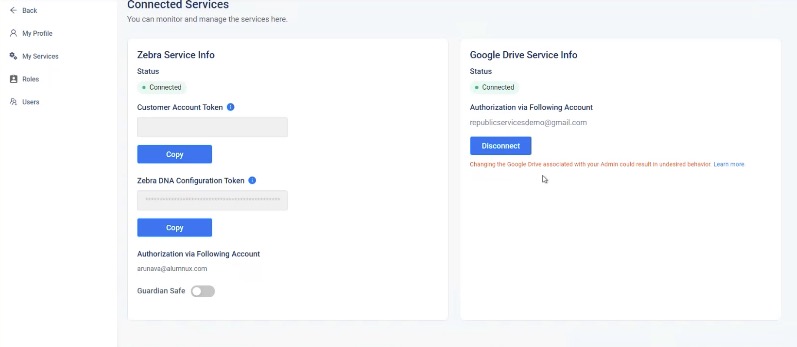 Connected Services
You can monitor and manage the services here.
Back
My Profile
My Services
Roles
Users
Zebra Service Info
Status
Connected
Customer Account Token
Copy
Zebra DNA Configuration Token
Copy
Authorization via Following Account
arunava@alumnux.com
Guardian Safe
Google Drive Service Info
Status
Connected
Authorization via Following Account
republicservicesdemo@gmail.com
Disconnect
Changing the Google Drive associated with your Admin could result in undesired behavior. Learn more